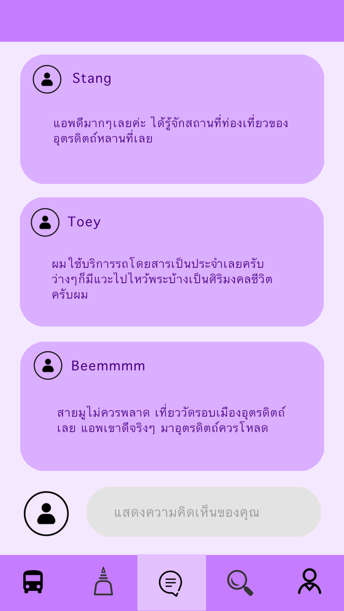 Stang
แอพดีมากๆเลยค่ะ ได้รู้จักสถานที่ท่องเที่ยวของ
อุตรดิตถ์หลานที่เลย
Toey
ผมใช้บริการรถโดยสารเป็นประจำเลยครับ
ว่างๆก็มีแวะไปไหว้พระบ้างเป็นศิริมงคลชีวิต
ครับผม
Beemmmm
สายมูไม่ควรพลาด เที่ยววัดรอบเมืองอุตรดิตถ์
เลย แอพเขาดีจริงๆ มาอุตรดิตถ์ควรโหลด
แสดงความคิดเห็นของคุณ